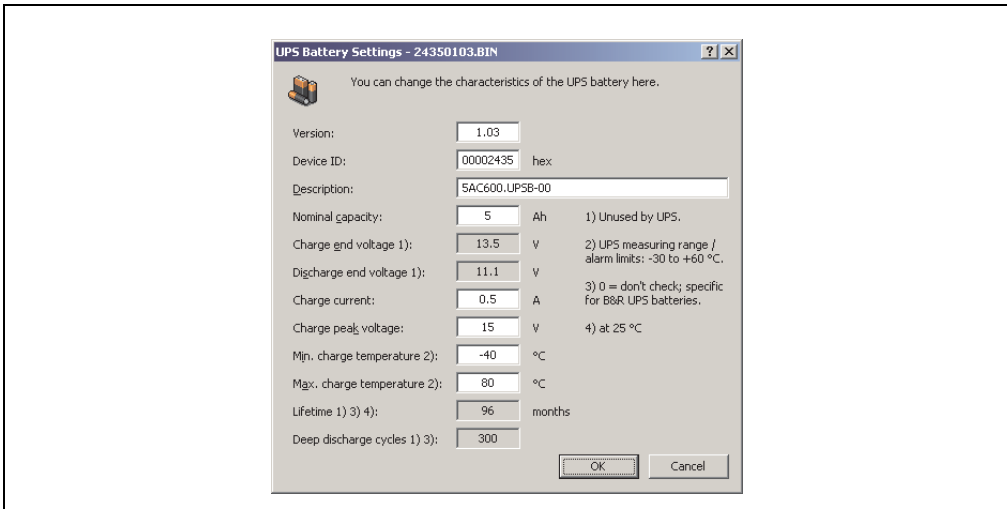 UPS Battery Settings - 24350103.BIN
You can change the characteristics of the UPS battery here.
Version: 1.03
Device ID: 00002435 hex
Description: 5AC600.UPSB-00
Nominal capacity: 5 Ah 1) Unused by UPS.
Charge end voltage 1): 13.5 V 2) UPS measuring range /
alarm limits: -30 to +60 °C.
Discharge end voltage 1): 11.1 V
3) 0 = don't check; specific
Charge current: 0.5 A for B&R UPS batteries.
Charge peak voltage: 15 V 4) at 25 °C
Min. charge temperature 2): -40 °C
Max. charge temperature 2): 80 °C
Lifetime 1) 3) 4): 96 months
Deep discharge cycles 1) 3): 300
OK Cancel